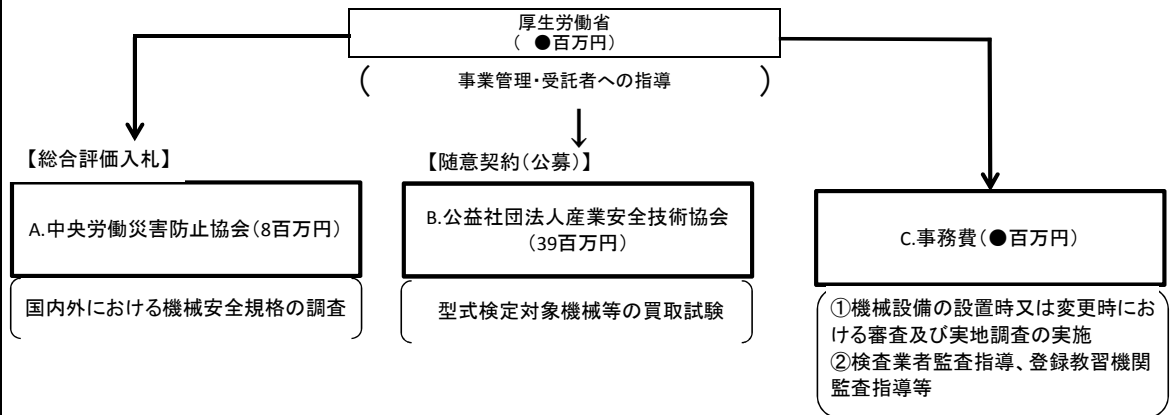 厚生労働省
( ●百万円)
( 事業管理・受託者への指導 )
【総合評価入札】
A.中央労働災害防止協会(8百万円)
国内外における機械安全規格の調査
【随意契約(公募)】
B.公益社団法人産業安全技術協会
(39百万円)
型式検定対象機械等の買取試験
C.事務費(●百万円)
①機械設備の設置時又は変更時にお
ける審査及び実地調査の実施
②検査業者監査指導、登録教習機関
監査指導等